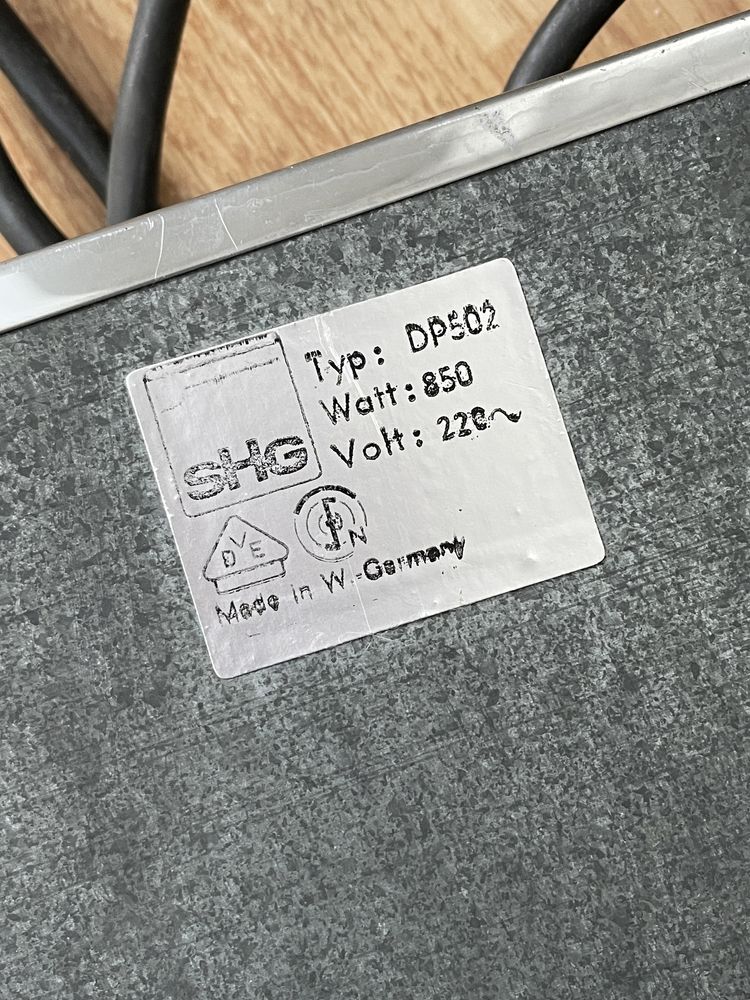 Typ: DP502
Watt: 850
Volt: 220~
SHG
DVE
N
Made in W.-Germany